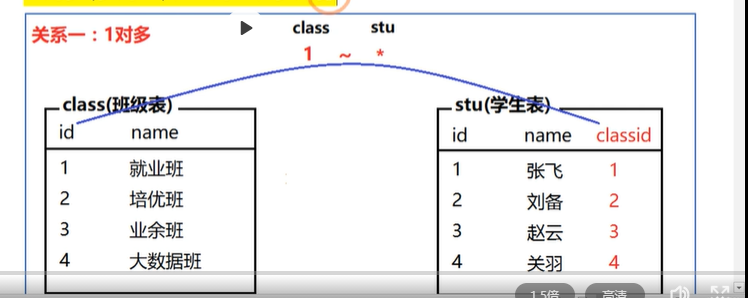 关系一：1对多
class stu
1 ~ *
class(班级表)
id name
1 就业班
2 培优班
3 业余班
4 大数据班
stu(学生表)
id name classid
1 张飞 1
2 刘备 2
3 赵云 3
4 关羽 4
1.5倍 高清